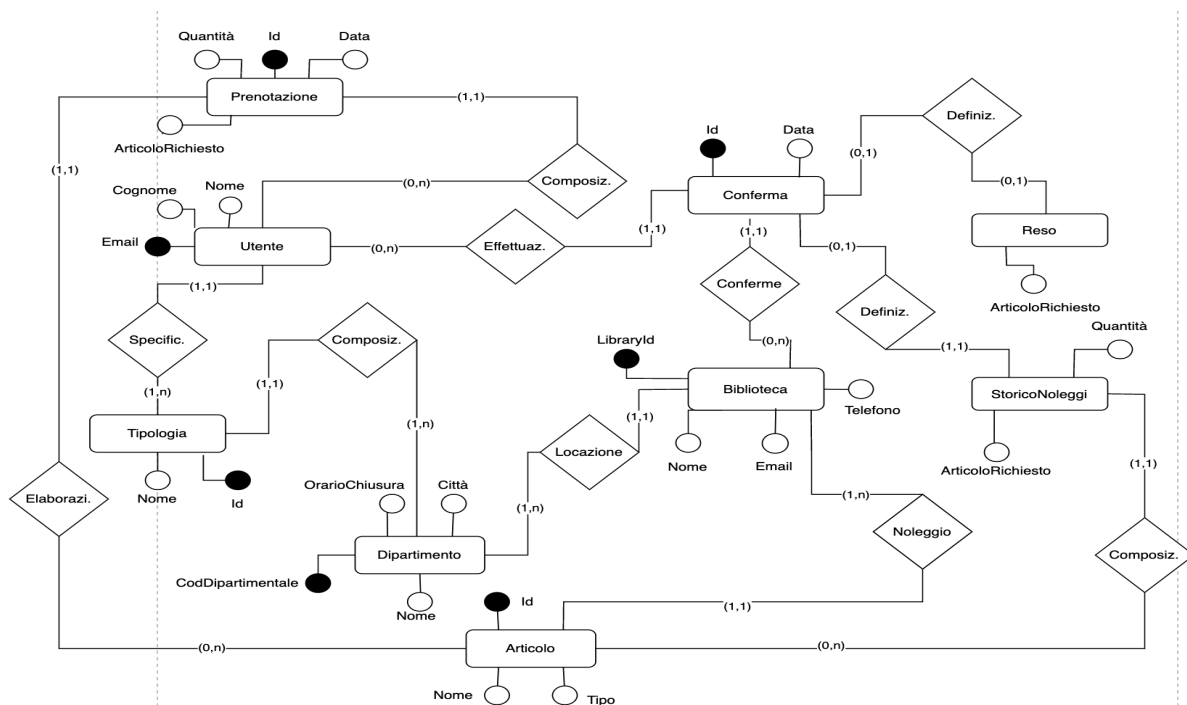 Quantità
Id
Data
Prenotazione
(1,1)
ArticoloRichiesto
Definiz.
Id
Data
(0,1)
(1,1)
Cognome
Nome
(0,n)
Composiz.
Conferma
(0,1)
Email
Utente
(0,n)
Effettuaz.
(1,1)
(1,1)
(0,1)
Reso
(1,1)
Conferme
Definiz.
ArticoloRichiesto
Quantità
Specific.
Composiz.
LibraryId
(0,n)
(1,1)
(1,n)
(1,1)
Biblioteca
StoricoNoleggi
Telefono
Tipologia
(1,n)
(1,1)
Locazione
Nome
Email
ArticoloRichiesto
(1,1)
Nome
Id
OrarioChiusura
Città
Elaborazi.
(1,n)
(1,n)
Noleggio
Dipartimento
Composiz.
CodDipartimentale
Nome
Id
(1,1)
(0,n)
Articolo
(0,n)
Nome
Tipo